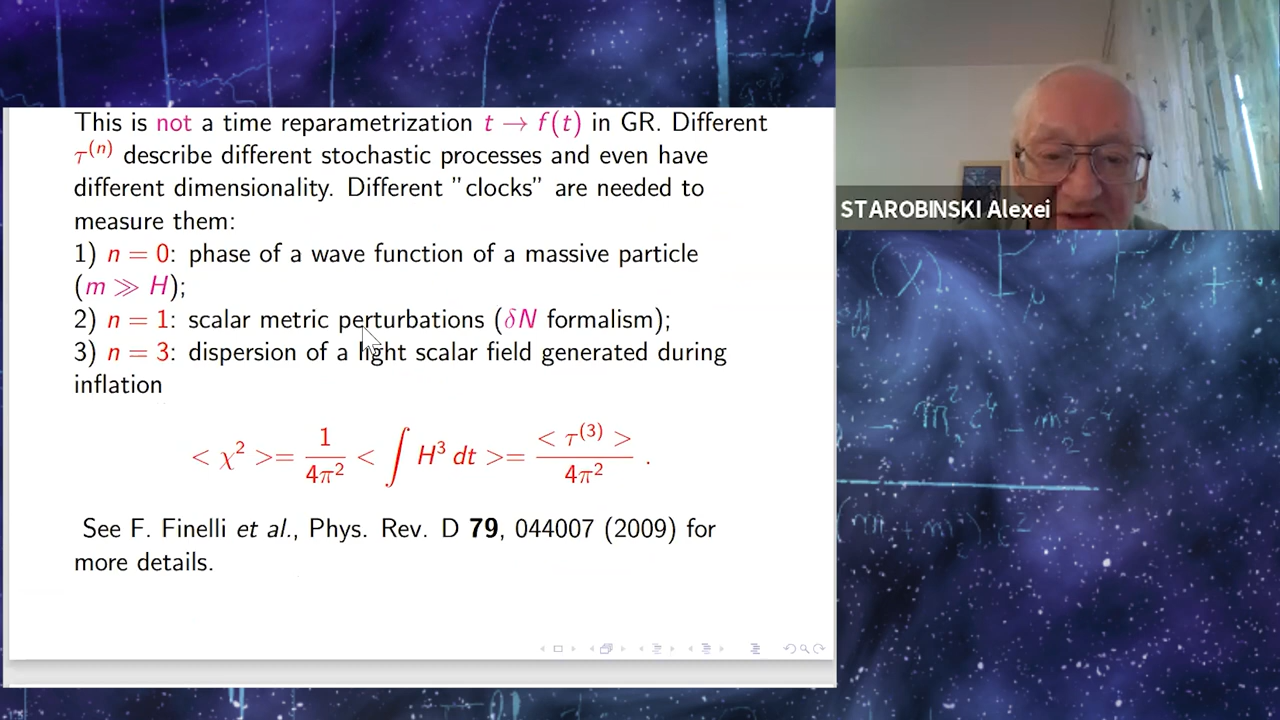 This is not a time reparametrization t → f(t) in GR. Different
τ⁽ⁿ⁾ describe different stochastic processes and even have
different dimensionality. Different ”clocks” are needed to
measure them:
1) n = 0: phase of a wave function of a massive particle
(m ≫ H);
2) n = 1: scalar metric perturbations (δN formalism);
3) n = 3: dispersion of a light scalar field generated during
inflation
< χ² >= 1/4π² < ∫ H³ dt >= < τ⁽³⁾ >/4π² .
See F. Finelli et al., Phys. Rev. D 79, 044007 (2009) for
more details.
STAROBINSKI Alexei